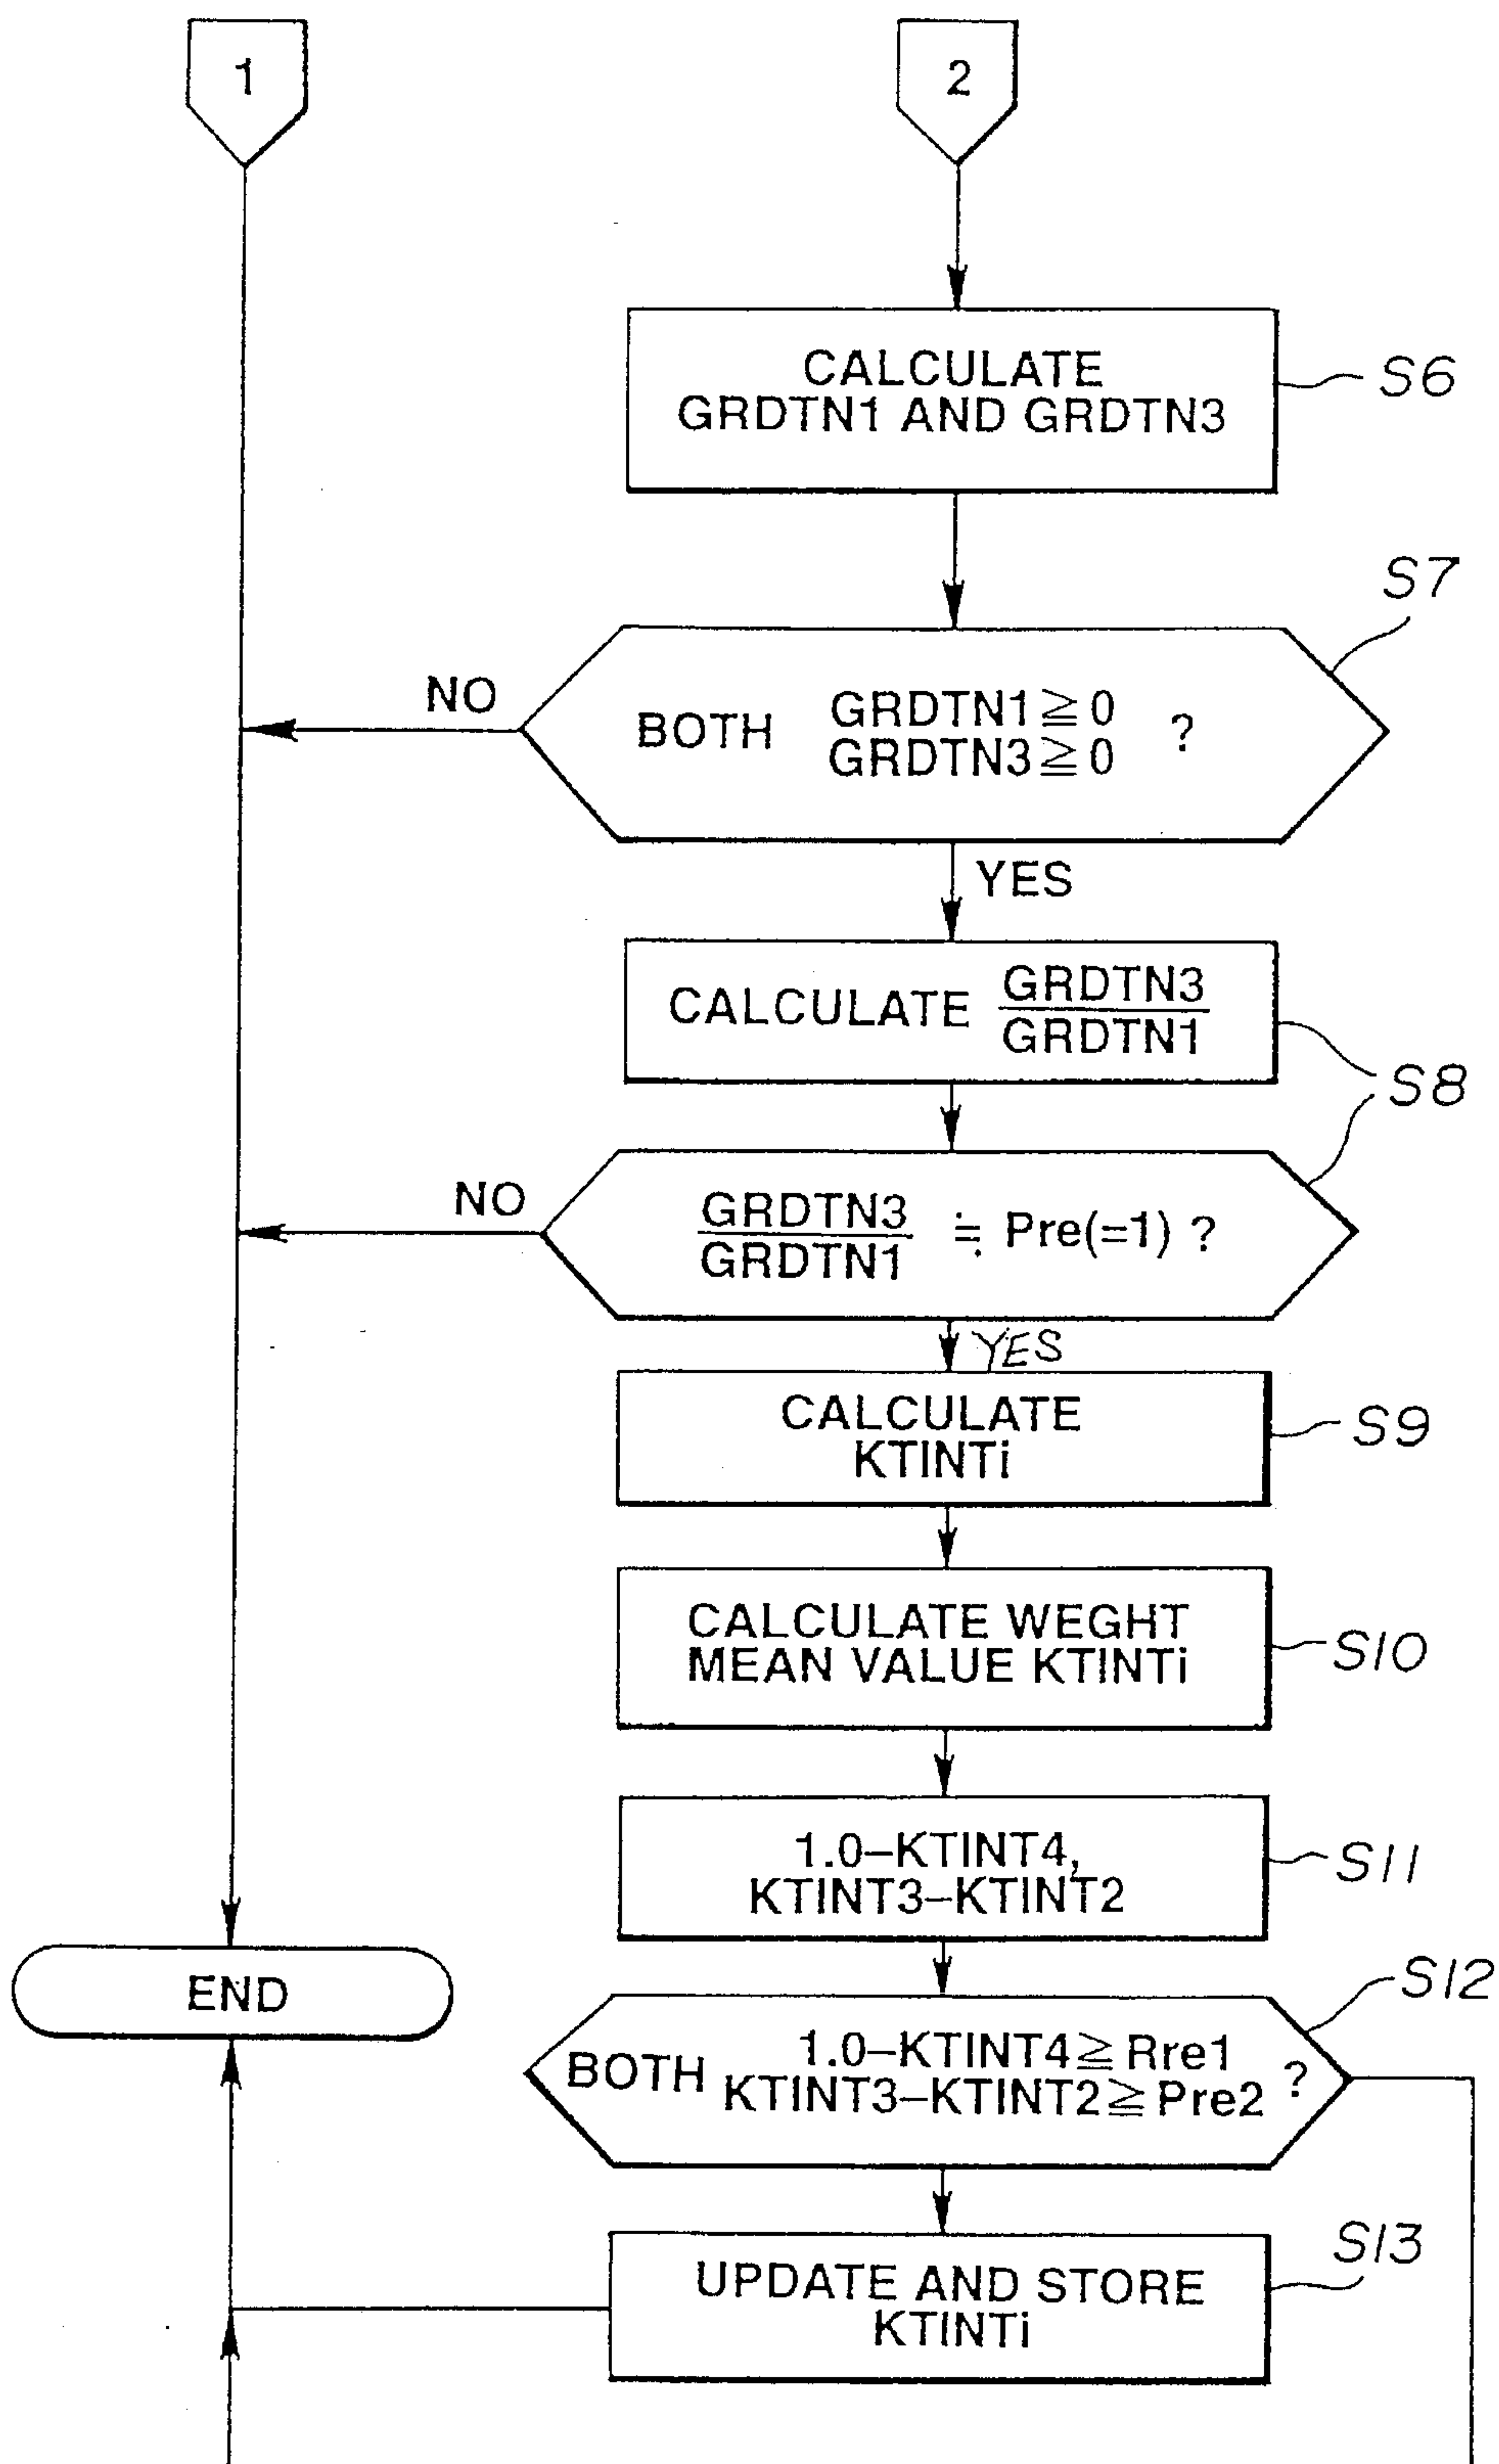 1
2
CALCULATE
GRDTN1 AND GRDTN3
S6
S7
NO
BOTH GRDTN1≧0
GRDTN3≧0 ?
YES
CALCULATE GRDTN3
GRDTN1
S8
NO
GRDTN3
GRDTN1 ≒ Pre(=1) ?
YES
CALCULATE
KTINTi
S9
CALCULATE WEGHT
MEAN VALUE KTINTi
S10
1.0–KTINT4,
KTINT3–KTINT2
S11
END
S12
BOTH 1.0–KTINT4≧Rre1
KTINT3–KTINT2≧Pre2 ?
S13
UPDATE AND STORE
KTINTi